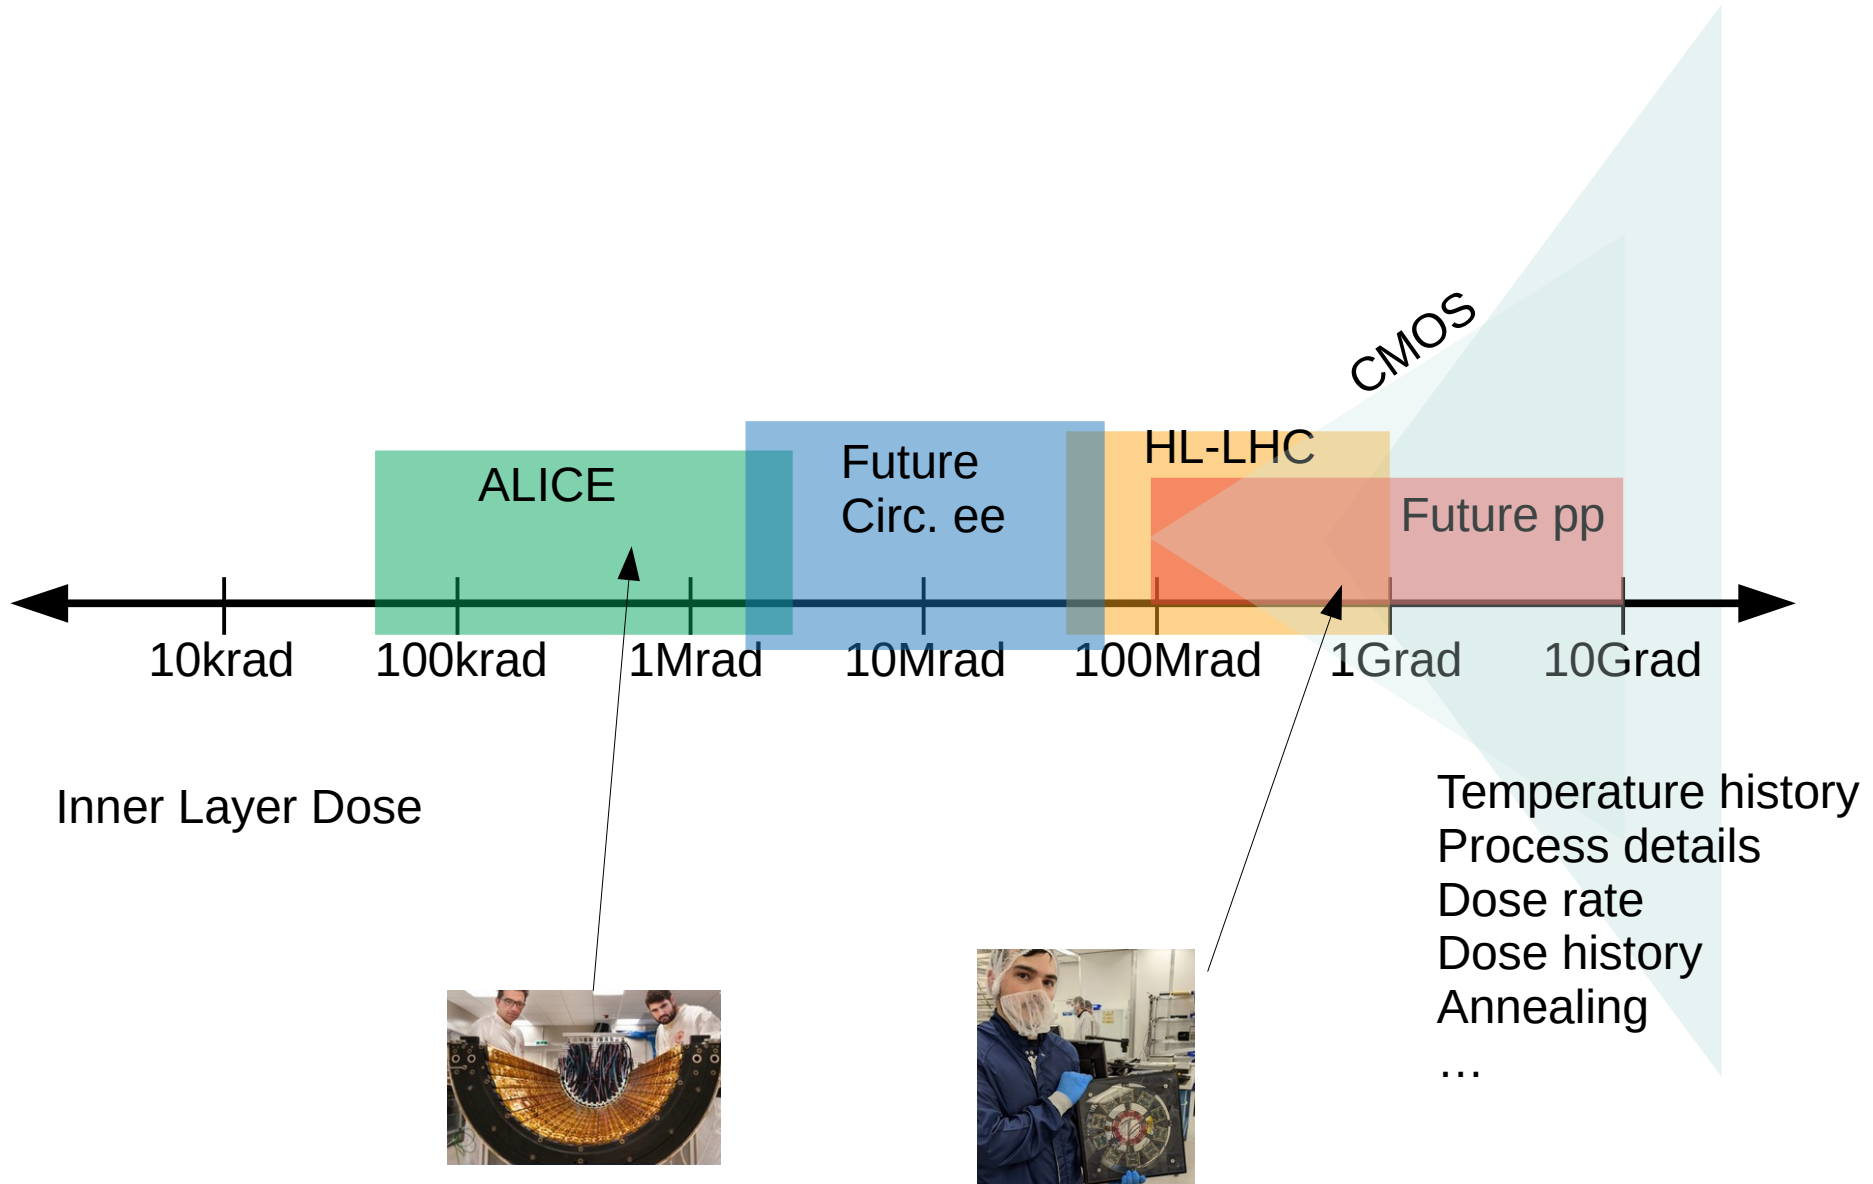 CMOS
HL-LHC
Future
Circ. ee
ALICE
Future pp
10krad
100krad
1Mrad
10Mrad
100Mrad
1Grad
10Grad
Inner Layer Dose
Temperature history
Process details
Dose rate
Dose history
Annealing
…